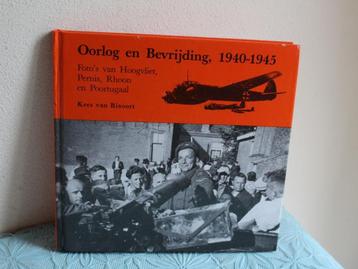 Oorlog en Bevrijding, 1940-1945
Foto's van Hoogvliet,
Pernis, Rhoon
en Poortugaal
Kees van Rixoort